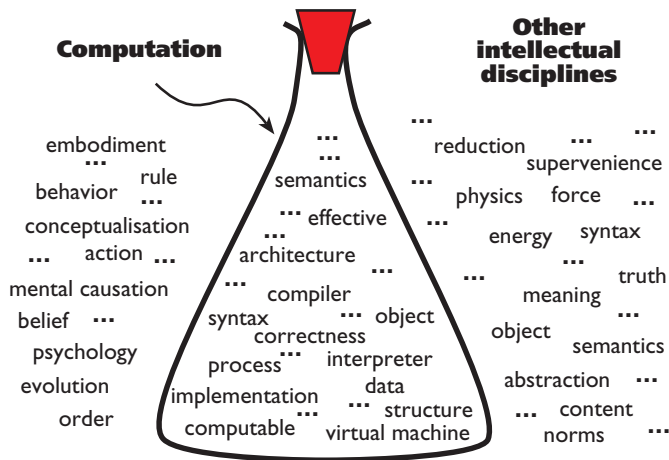 Computation
Other
intellectual
disciplines
embodiment
...
behavior
rule
...
conceptualisation
...
action
...
mental causation
belief
...
psychology
evolution
order
...
...
semantics
...
effective
...
architecture
...
...
compiler
syntax
...
object
correctness
process
...
interpreter
implementation
data
...
...
structure
computable
virtual machine
...
reduction
...
...
supervenience
...
physics
force
...
...
energy
syntax
...
...
truth
meaning
...
object
semantics
abstraction
...
...
content
norms
...